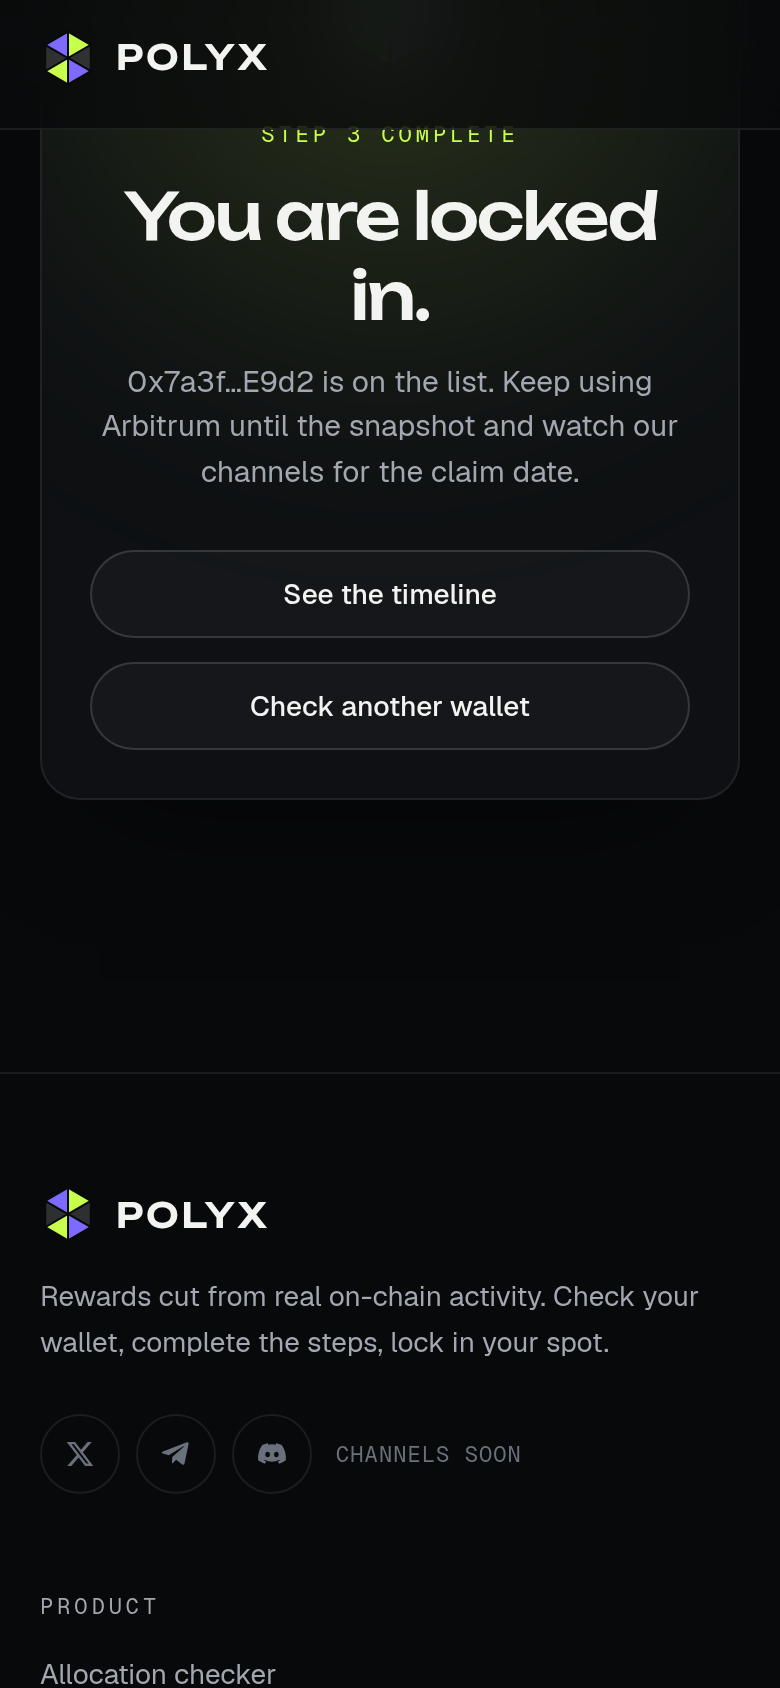 POLYX
STEP 3 COMPLETE
You are locked
in.
0x7a3f…E9d2 is on the list. Keep using
Arbitrum until the snapshot and watch our
channels for the claim date.
See the timeline
Check another wallet
POLYX
Rewards cut from real on-chain activity. Check your
wallet, complete the steps, lock in your spot.
CHANNELS SOON
PRODUCT
Allocation checker